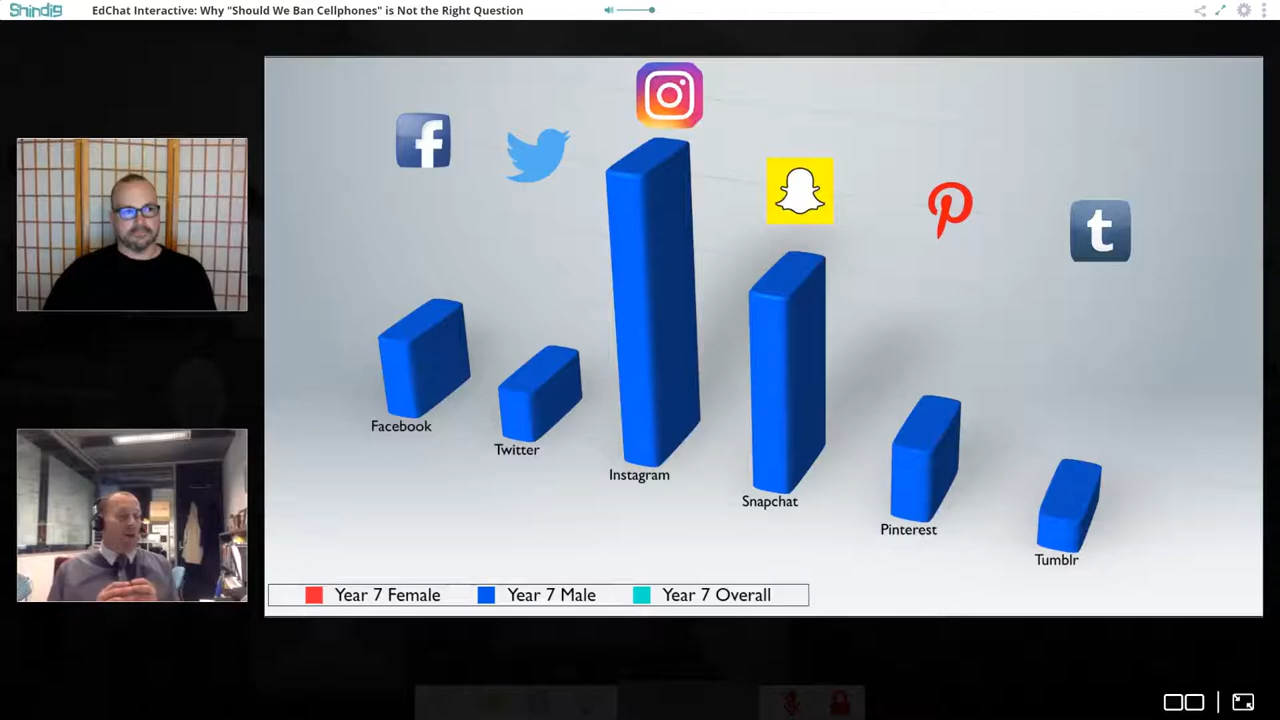 Shindig
EdChat Interactive: Why "Should We Ban Cellphones" is Not the Right Question
Facebook
Twitter
Instagram
Snapchat
Pinterest
Tumblr
Year 7 Female
Year 7 Male
Year 7 Overall